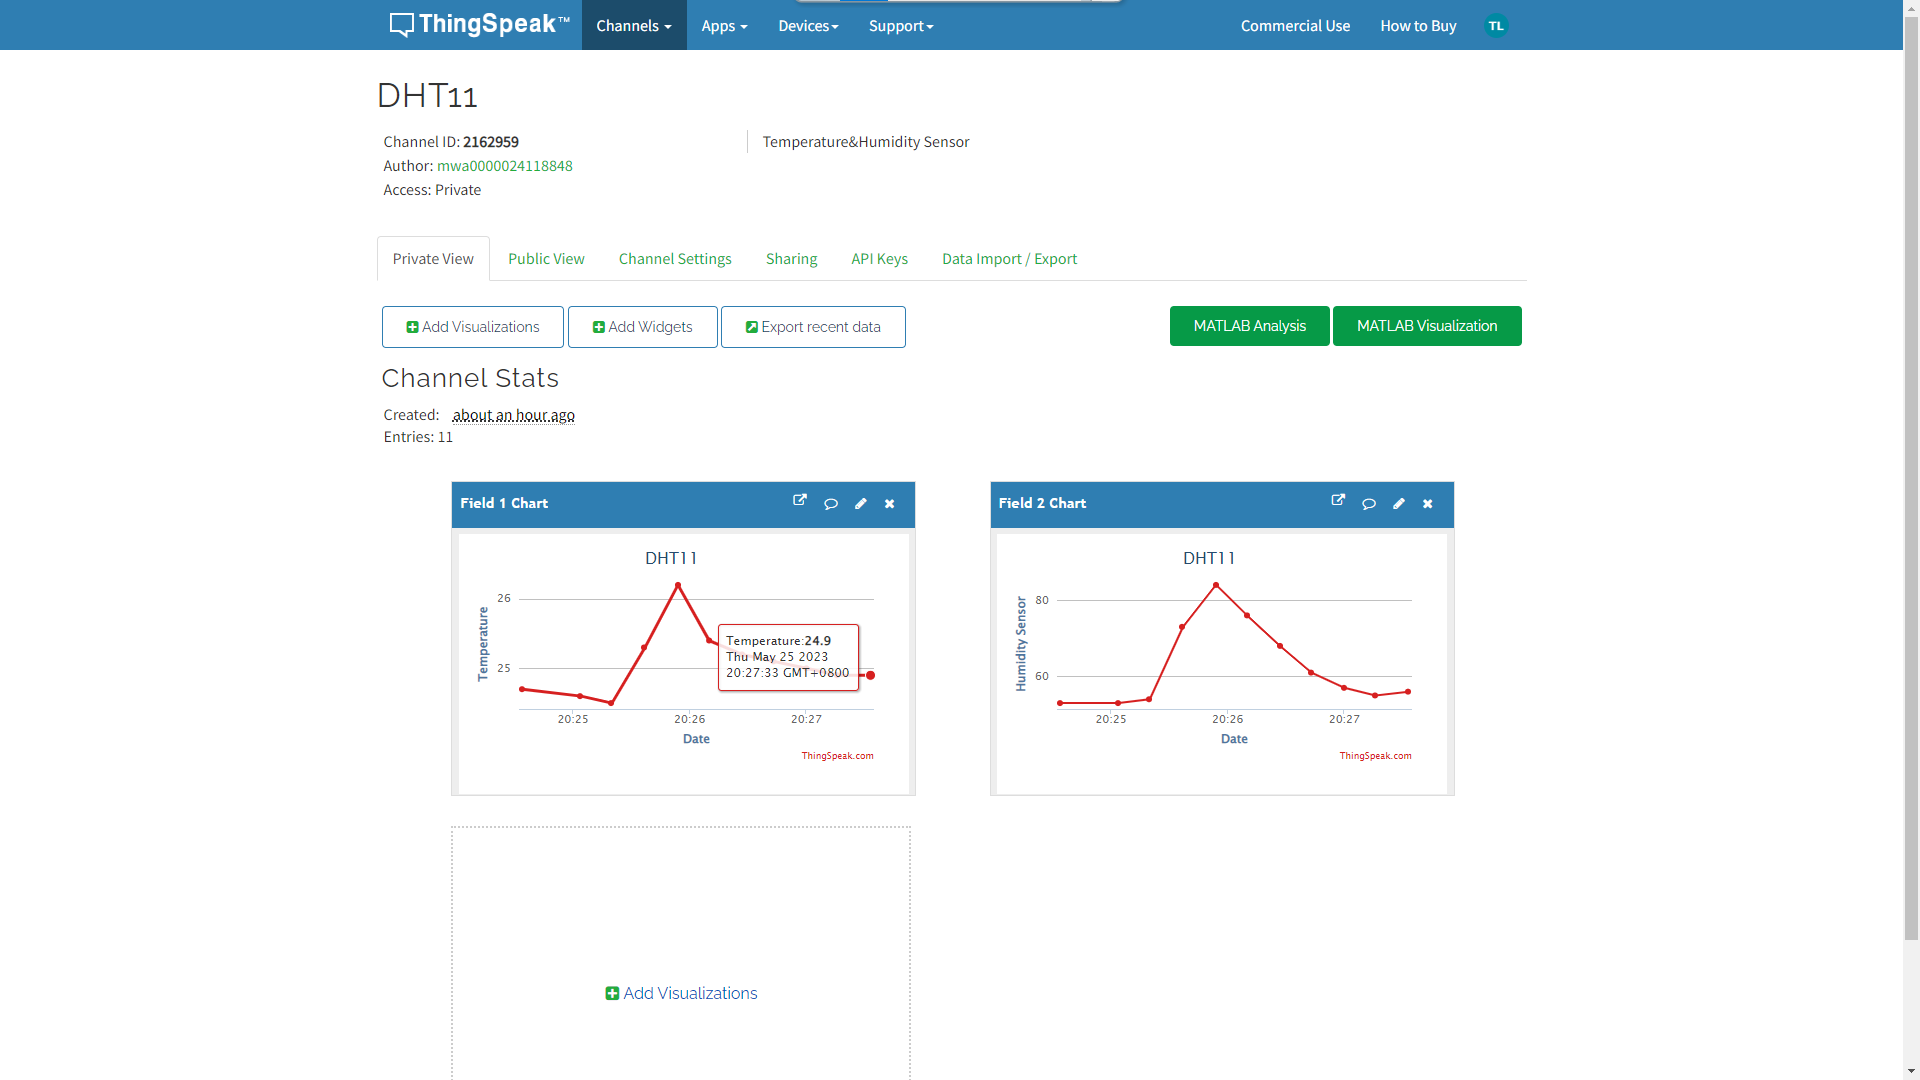 ThingSpeak™ Channels Apps Devices Support Commercial Use How to Buy TL
DHT11
Channel ID: 2162959
Author: mwa0000024118848
Access: Private
Temperature&Humidity Sensor
Private View Public View Channel Settings Sharing API Keys Data Import / Export
Add Visualizations Add Widgets Export recent data MATLAB Analysis MATLAB Visualization
Channel Stats
Created: about an hour ago
Entries: 11
Field 1 Chart
DHT11
Temperature
26
25
Temperature:24.9
Thu May 25 2023
20:27:33 GMT+0800
20:25 20:26 20:27
Date
ThingSpeak.com
Field 2 Chart
DHT11
Humidity Sensor
80
60
20:25 20:26 20:27
Date
ThingSpeak.com
Add Visualizations